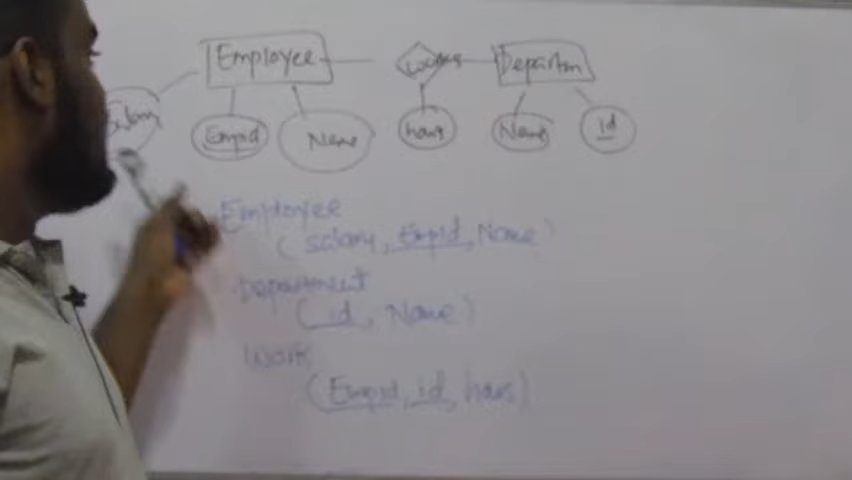 Employee works Departm
Salary Empid Name hours Name id
Employee
(salary, Empid, Name)
Department
(id, Name)
Work
(Empid, id, hours)